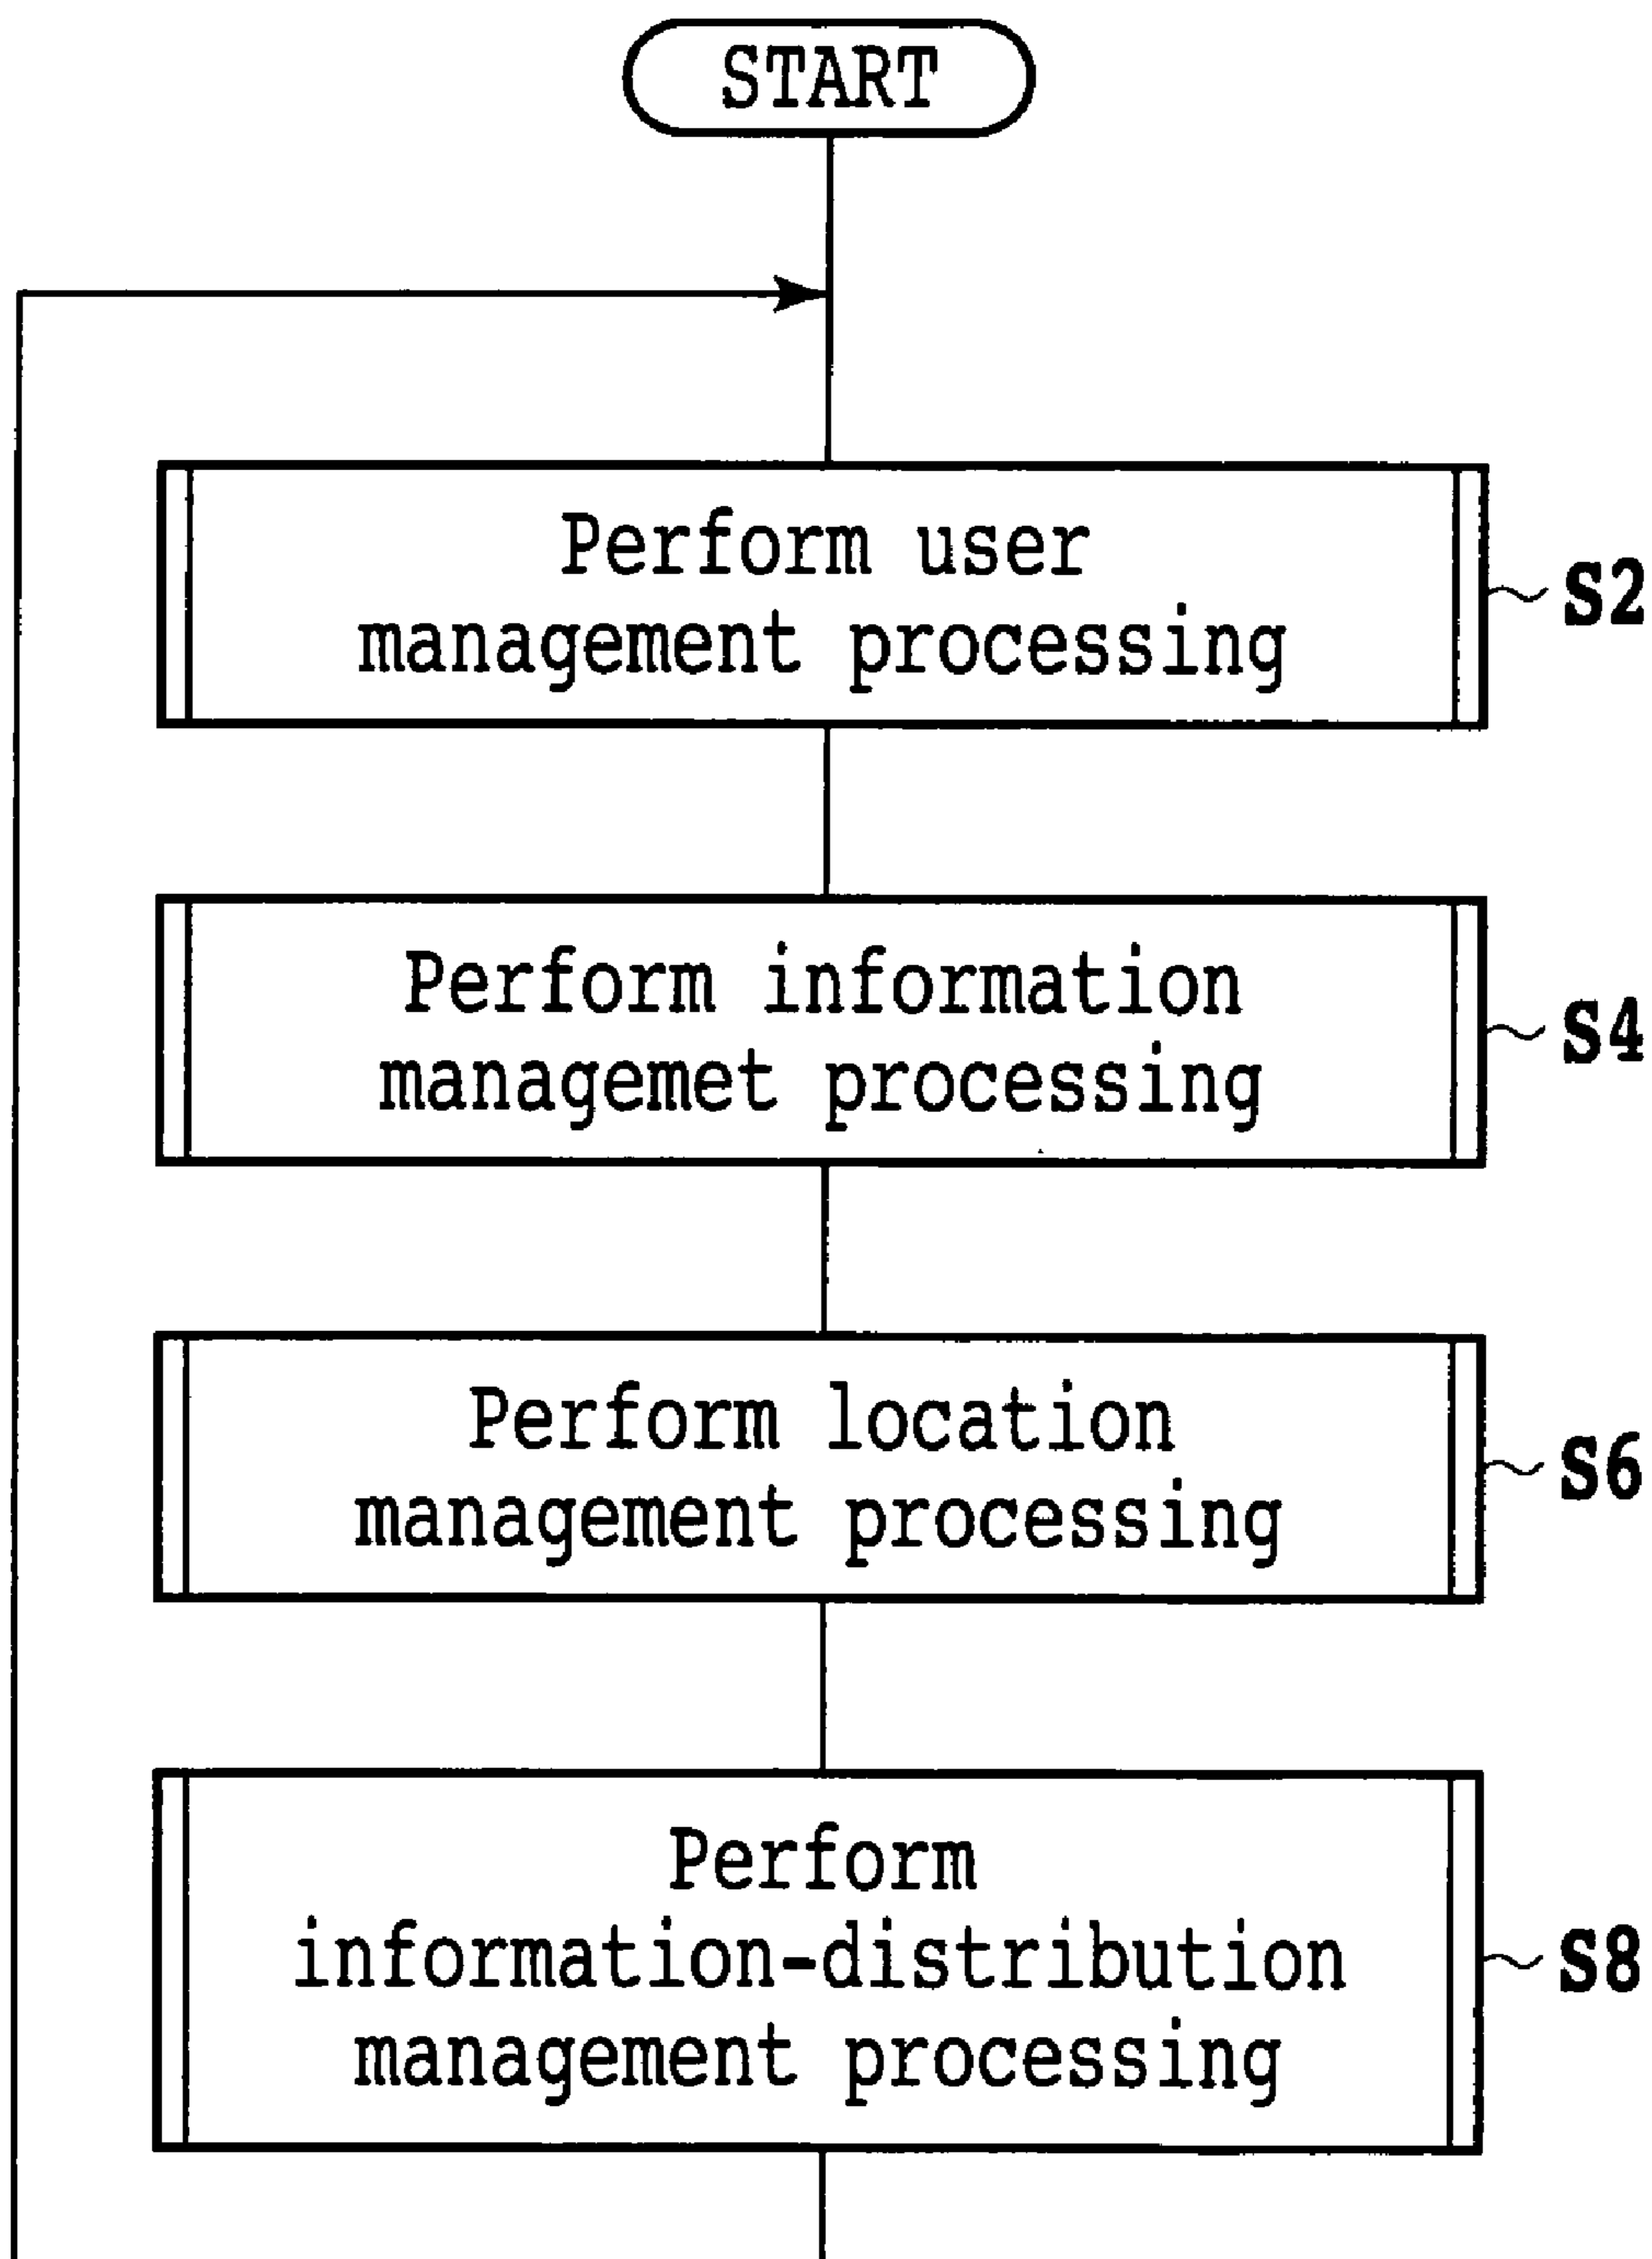 START
Perform user
management processing
S2
Perform information
managemet processing
S4
Perform location
management processing
S6
Perform
information-distribution
management processing
S8